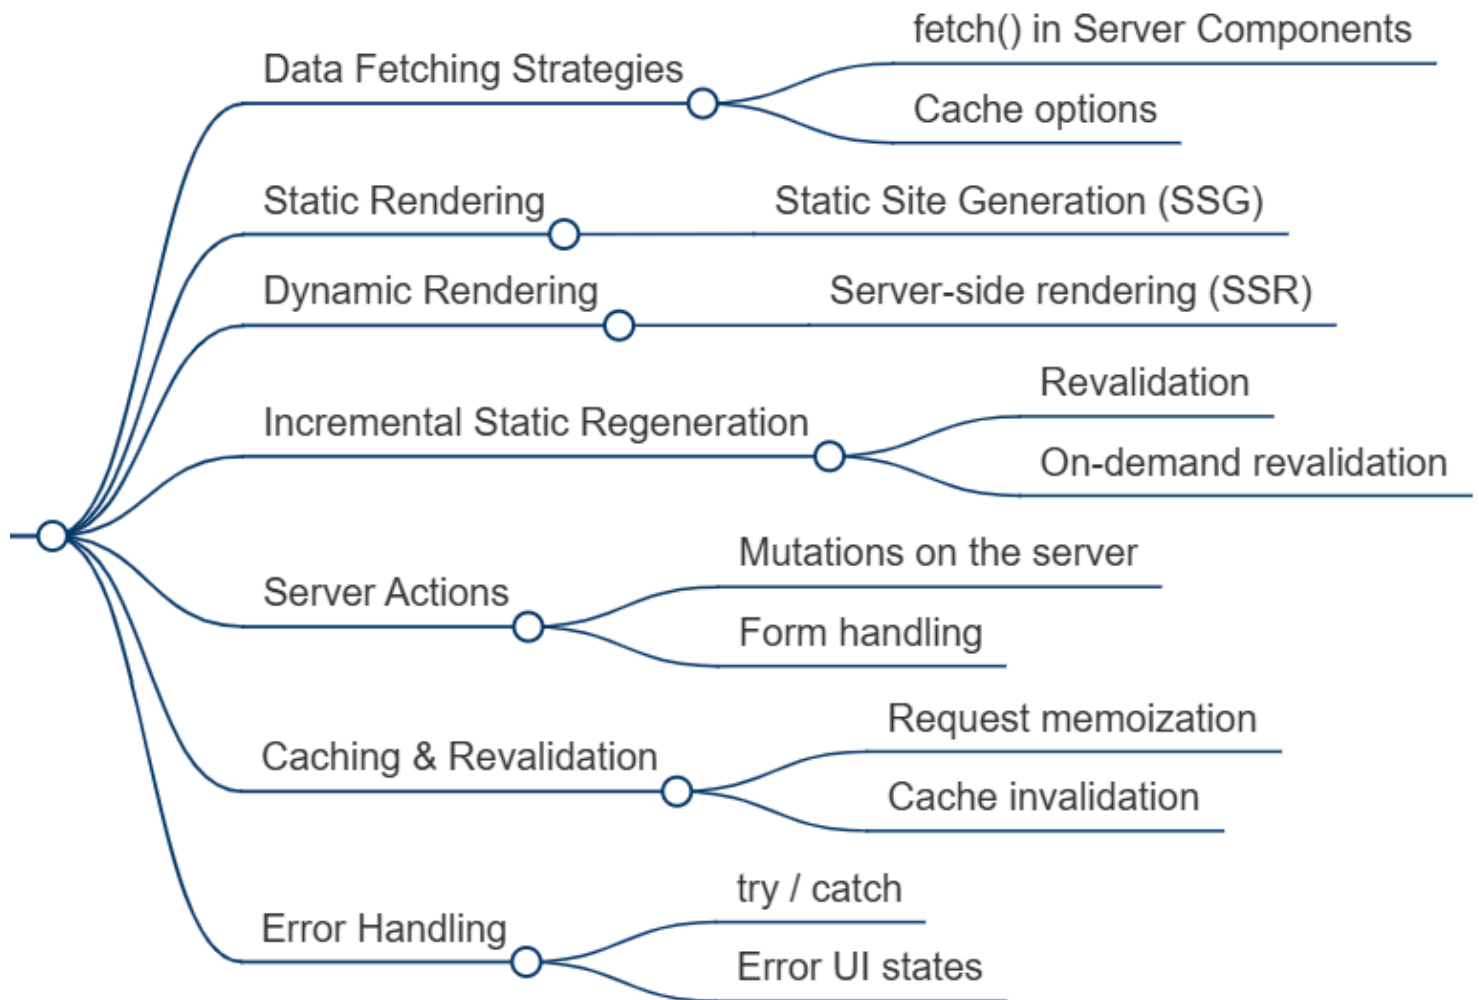 Data Fetching Strategies
fetch() in Server Components
Cache options
Static Rendering
Static Site Generation (SSG)
Dynamic Rendering
Server-side rendering (SSR)
Incremental Static Regeneration
Revalidation
On-demand revalidation
Server Actions
Mutations on the server
Form handling
Caching & Revalidation
Request memoization
Cache invalidation
Error Handling
try / catch
Error UI states